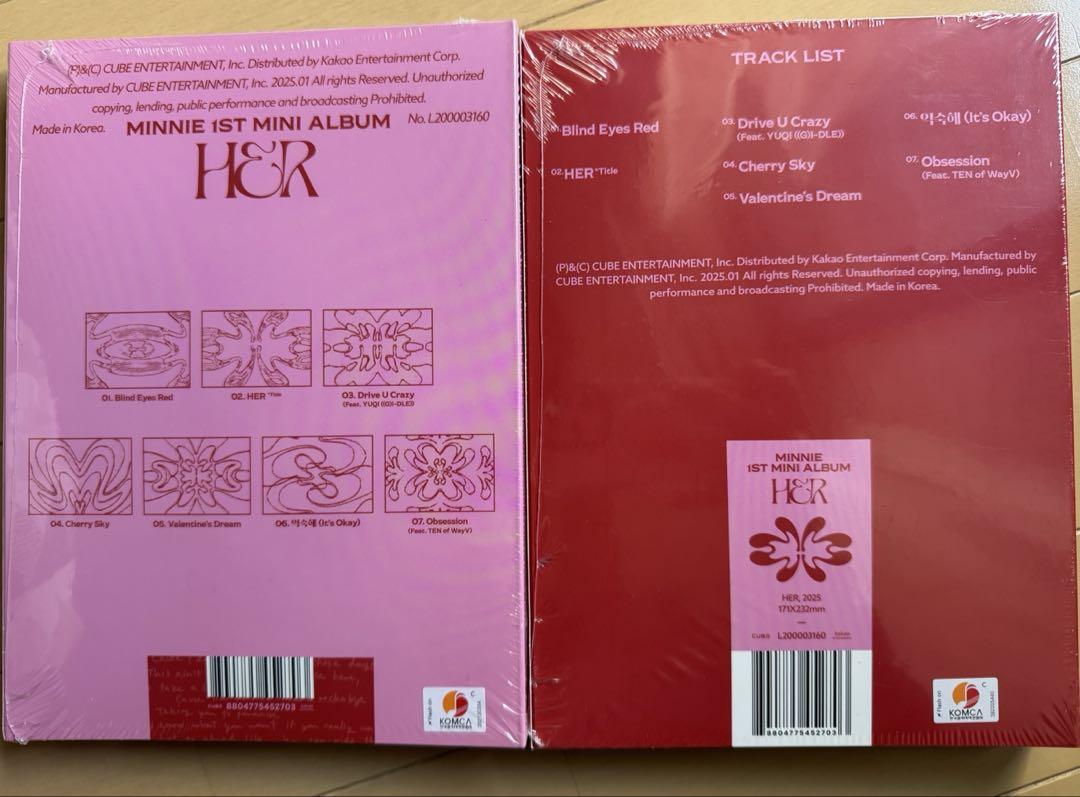 (P)&(C) CUBE ENTERTAINMENT, Inc. Distributed by Kakao Entertainment Corp.
Manufactured by CUBE ENTERTAINMENT, Inc. 2025.01 All rights Reserved. Unauthorized
copying, lending, public performance and broadcasting Prohibited.
Made in Korea.
MINNIE 1ST MINI ALBUM
No. L200003160
HER
01. Blind Eyes Red
02. HER *Title
03. Drive U Crazy
(Feat. YUQI ((G)I-DLE))
04. Cherry Sky
05. Valentine's Dream
06. 익숙해 (It's Okay)
07. Obsession
(Feat. TEN of WayV)
CUBE 8804775452703
KOMCA
C
TRACK LIST
01. Blind Eyes Red
02. HER *Title
03. Drive U Crazy
(Feat. YUQI ((G)I-DLE))
04. Cherry Sky
05. Valentine's Dream
06. 익숙해 (It's Okay)
07. Obsession
(Feat. TEN of WayV)
(P)&(C) CUBE ENTERTAINMENT, Inc. Distributed by Kakao Entertainment Corp. Manufactured by
CUBE ENTERTAINMENT, Inc. 2025.01 All rights Reserved. Unauthorized copying, lending, public
performance and broadcasting Prohibited. Made in Korea.
MINNIE
1ST MINI ALBUM
HER
HER, 2025
171X232mm
CUBE L200003160
8804775452703
Flash on
KOMCA
C